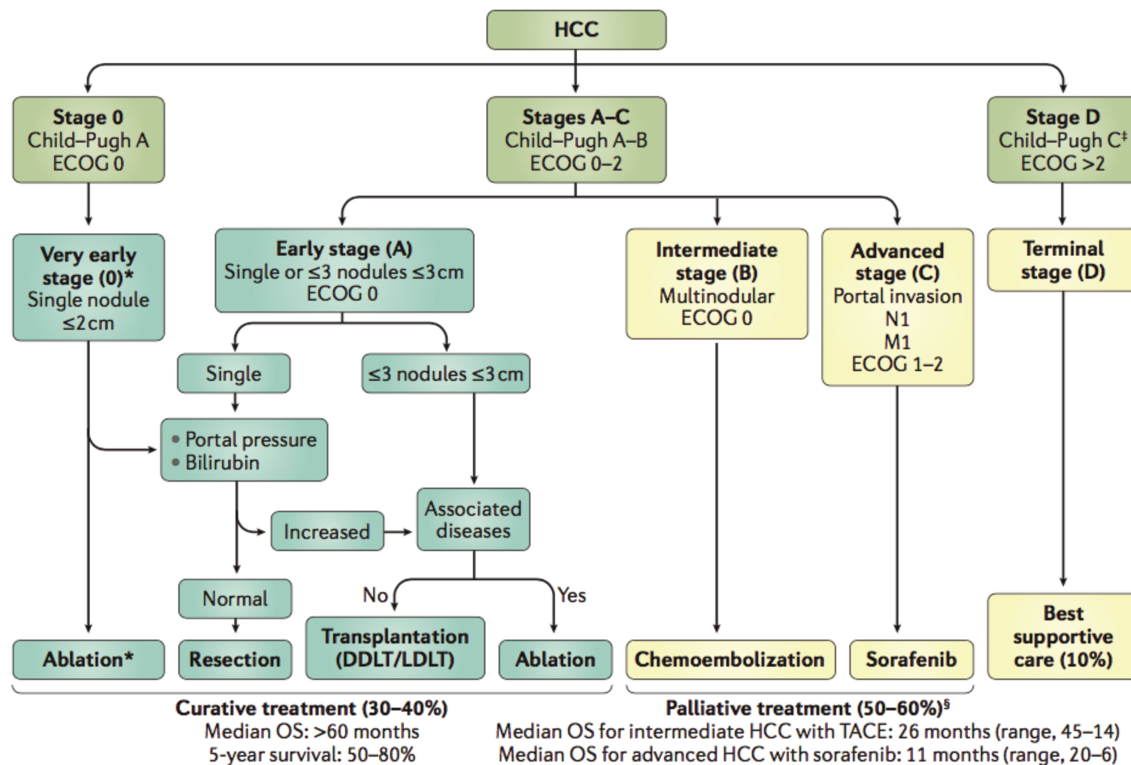 HCC
Stage 0
Child–Pugh A
ECOG 0
Stages A–C
Child–Pugh A–B
ECOG 0–2
Stage D
Child–Pugh C‡
ECOG >2
Very early
stage (0)*
Single nodule
≤2 cm
Early stage (A)
Single or ≤3 nodules ≤3 cm
ECOG 0
Intermediate
stage (B)
Multinodular
ECOG 0
Advanced
stage (C)
Portal invasion
N1
M1
ECOG 1–2
Terminal
stage (D)
Single
≤3 nodules ≤3 cm
• Portal pressure
• Bilirubin
Increased
Associated
diseases
Normal
No
Yes
Ablation*
Resection
Transplantation
(DDLT/LDLT)
Ablation
Chemoembolization
Sorafenib
Best
supportive
care (10%)
Curative treatment (30–40%)
Median OS: >60 months
5-year survival: 50–80%
Palliative treatment (50–60%)§
Median OS for intermediate HCC with TACE: 26 months (range, 45–14)
Median OS for advanced HCC with sorafenib: 11 months (range, 20–6)